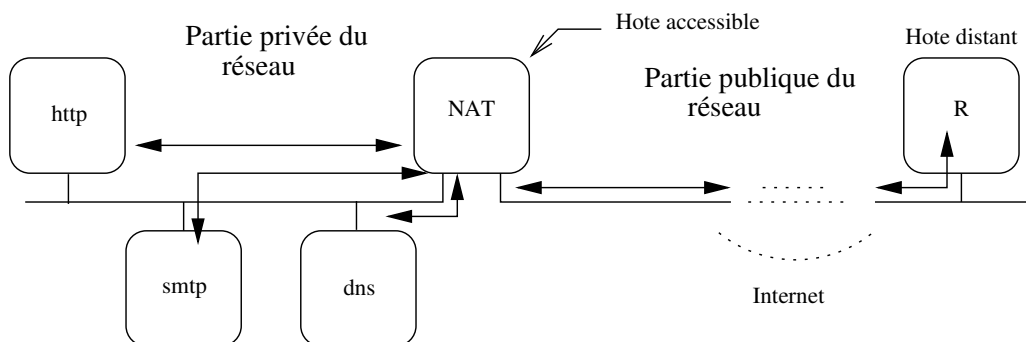 Partie privée du
réseau
Hote accessible
Hote distant
Partie publique du
réseau
http
NAT
R
smtp
dns
Internet